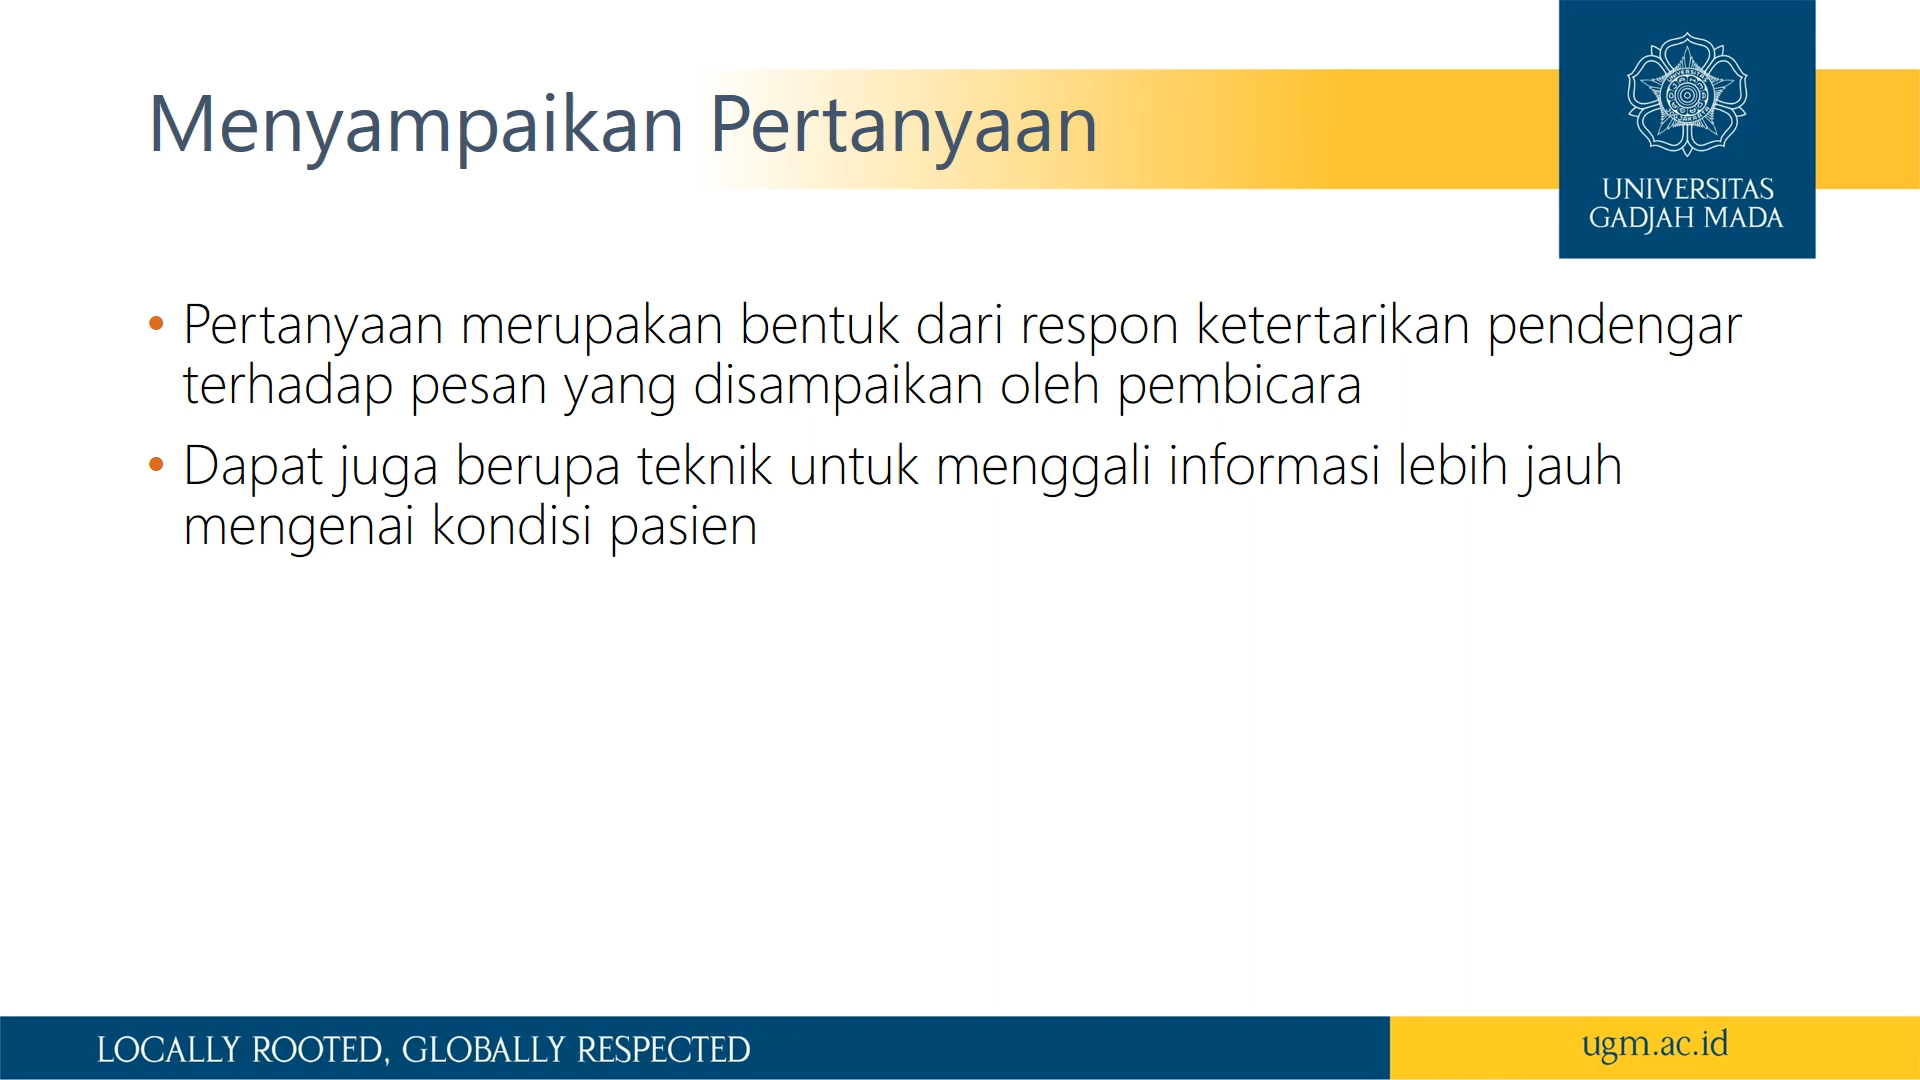 Menyampaikan Pertanyaan
UNIVERSITAS
GADJAH MADA
• Pertanyaan merupakan bentuk dari respon ketertarikan pendengar
terhadap pesan yang disampaikan oleh pembicara
• Dapat juga berupa teknik untuk menggali informasi lebih jauh
mengenai kondisi pasien
LOCALLY ROOTED, GLOBALLY RESPECTED
ugm.ac.id